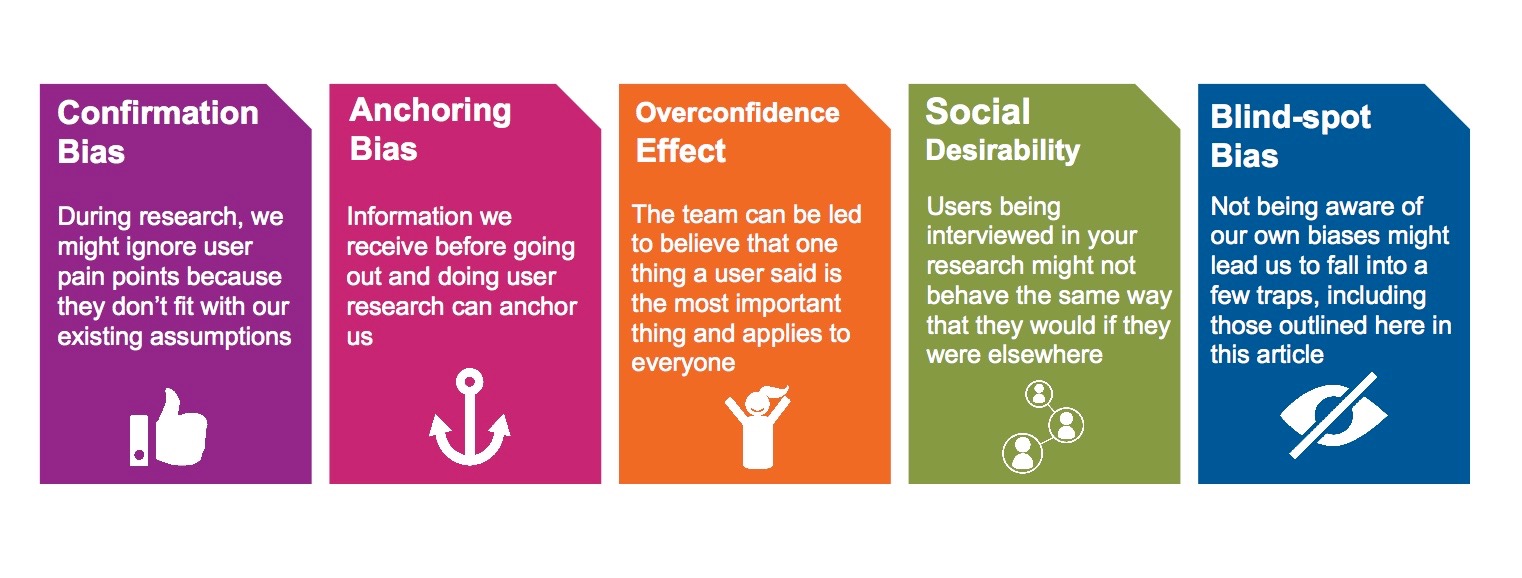 Confirmation
Bias
During research, we
might ignore user
pain points because
they don’t fit with our
existing assumptions
Anchoring
Bias
Information we
receive before going
out and doing user
research can anchor
us
Overconfidence
Effect
The team can be led
to believe that one
thing a user said is
the most important
thing and applies to
everyone
Social
Desirability
Users being
interviewed in your
research might not
behave the same way
that they would if they
were elsewhere
Blind-spot
Bias
Not being aware of
our own biases might
lead us to fall into a
few traps, including
those outlined here in
this article